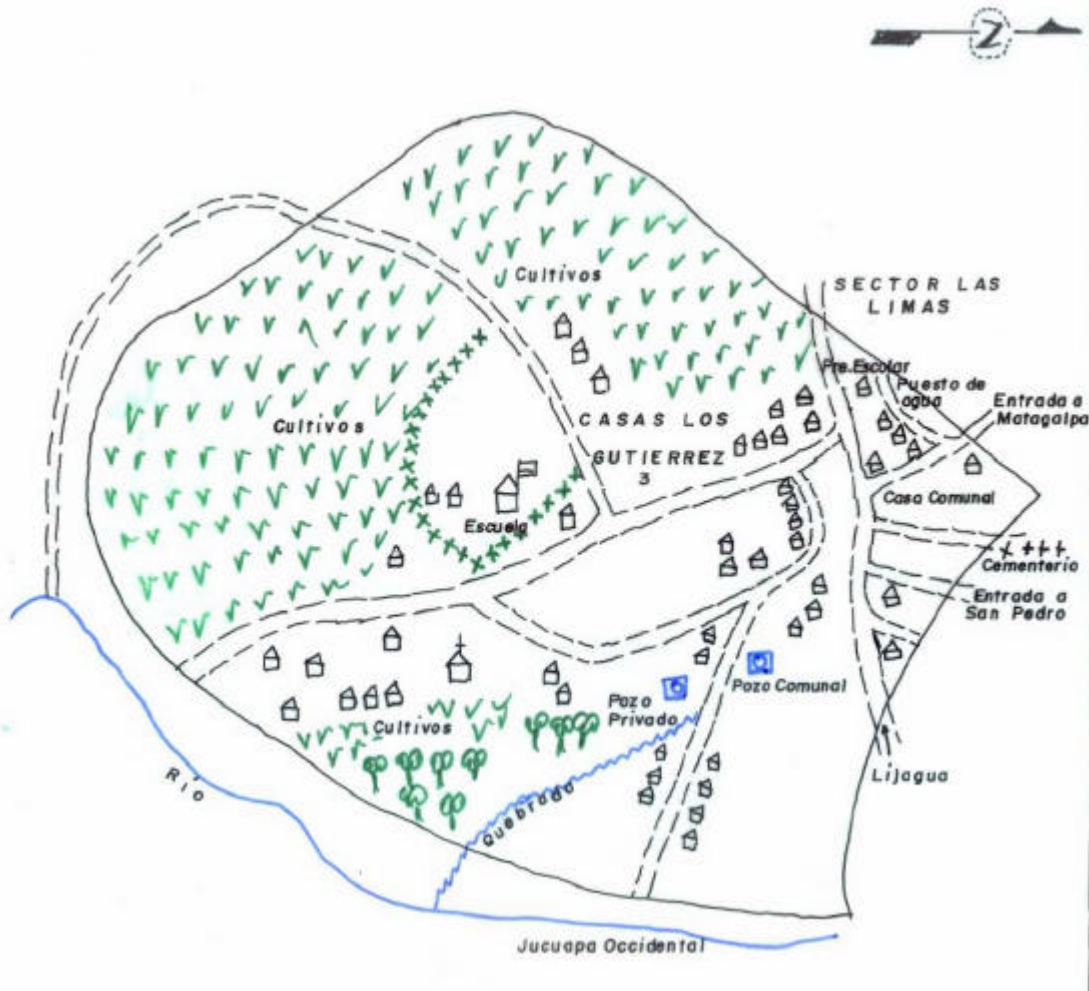 N
SECTOR LAS
LIMAS
Cultivos
Pre.Escolar
Puesto de
agua
Entrada a
Matagalpa
CASAS LOS
GUTIERREZ
3
Cultivos
Casa Comunal
Escuela
Cementerio
Entrada a
San Pedro
Pozo Comunal
Pozo
Privado
Cultivos
Lijagua
Río
Quebrada
Jucuapa Occidental